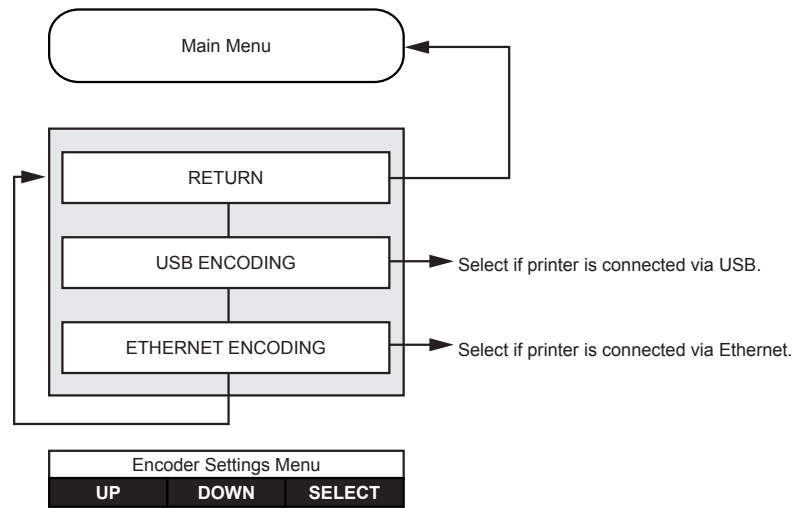 Main Menu
RETURN
USB ENCODING
Select if printer is connected via USB.
ETHERNET ENCODING
Select if printer is connected via Ethernet.
Encoder Settings Menu
UP DOWN SELECT